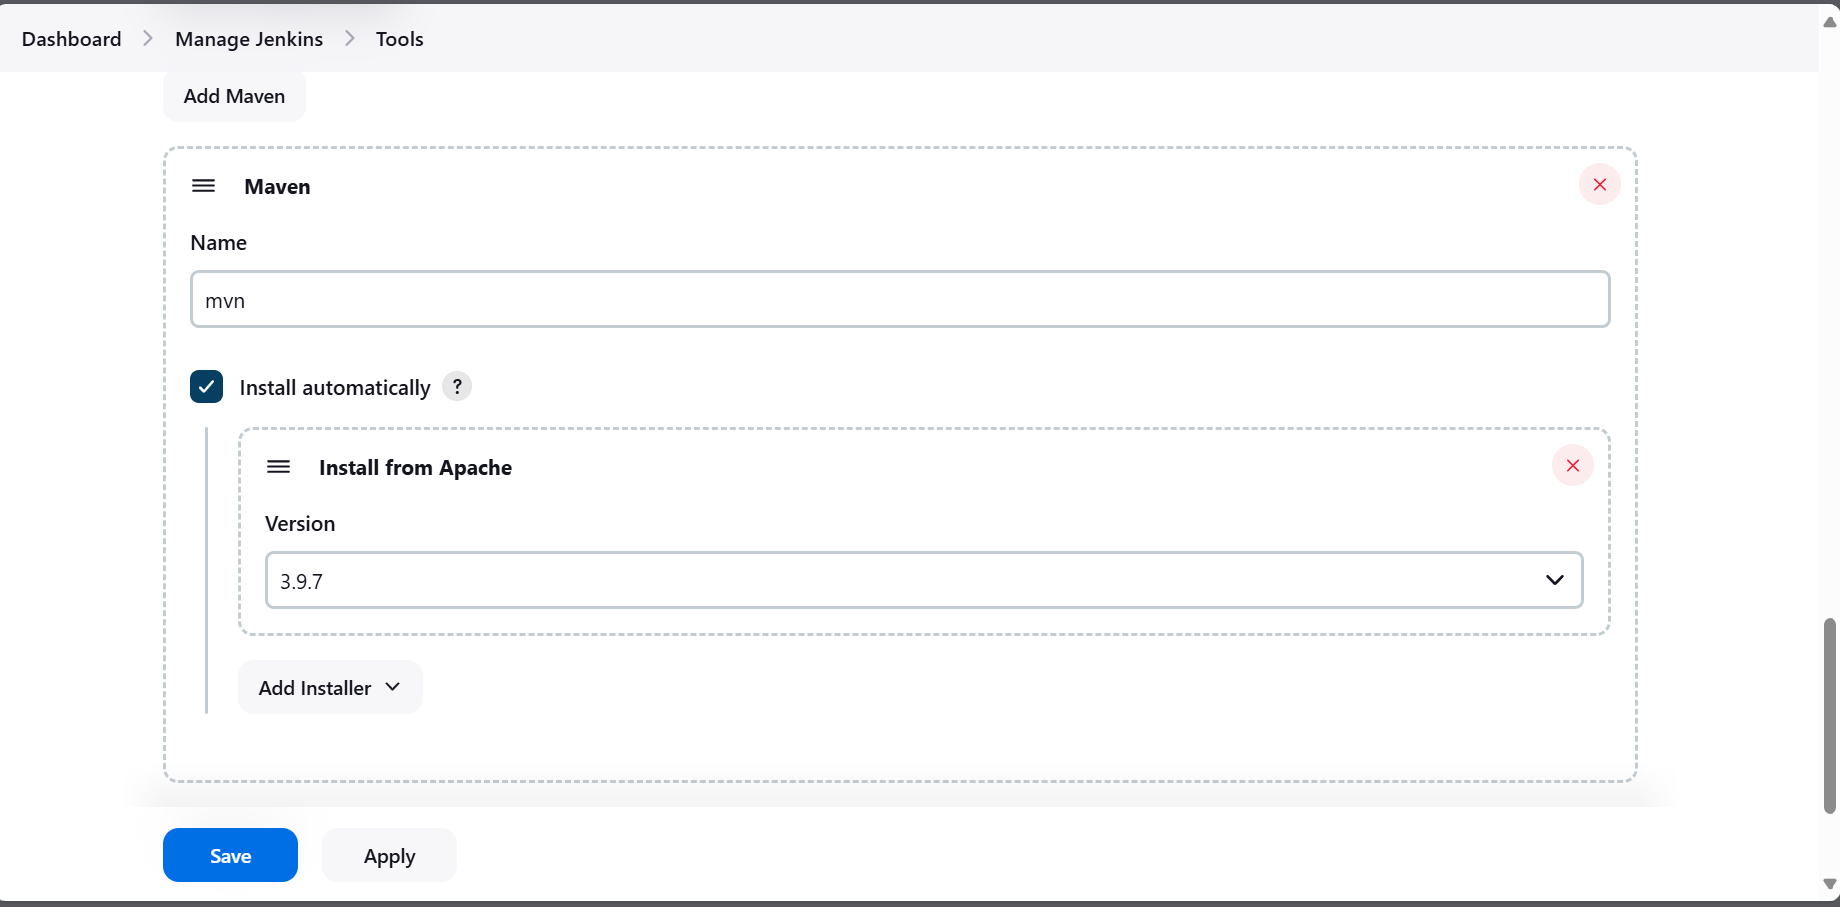 Dashboard > Manage Jenkins > Tools
Add Maven
Maven
Name
mvn
Install automatically ?
Install from Apache
Version
3.9.7
Add Installer
Save Apply